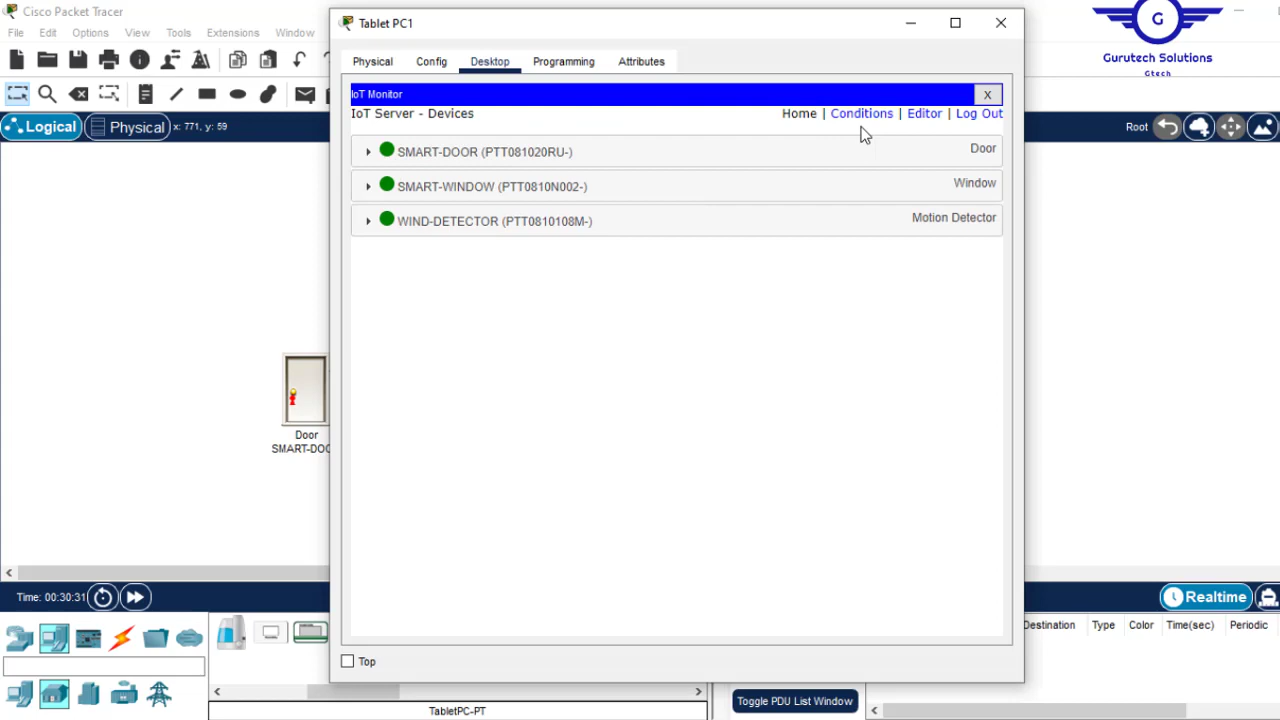 Cisco Packet Tracer
File Edit Options View Tools Extensions Window
Logical Physical x: 771, y: 59
Tablet PC1
Physical Config Desktop Programming Attributes
IoT Monitor X
IoT Server - Devices Home | Conditions | Editor | Log Out
SMART-DOOR (PTT081020RU-) Door
SMART-WINDOW (PTT0810N002-) Window
WIND-DETECTOR (PTT0810108M-) Motion Detector
Top
G
Gurutech Solutions
Gtech
Root
Door
SMART-DOO
Time: 00:30:31
Realtime
Destination Type Color Time(sec) Periodic
Toggle PDU List Window
TabletPC-PT